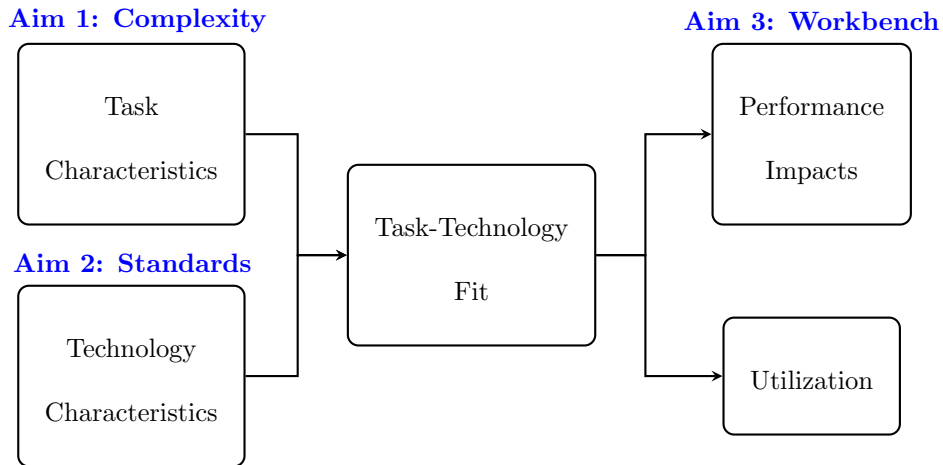 Aim 1: Complexity
Task
Characteristics
Aim 2: Standards
Technology
Characteristics
Task-Technology
Fit
Aim 3: Workbench
Performance
Impacts
Utilization